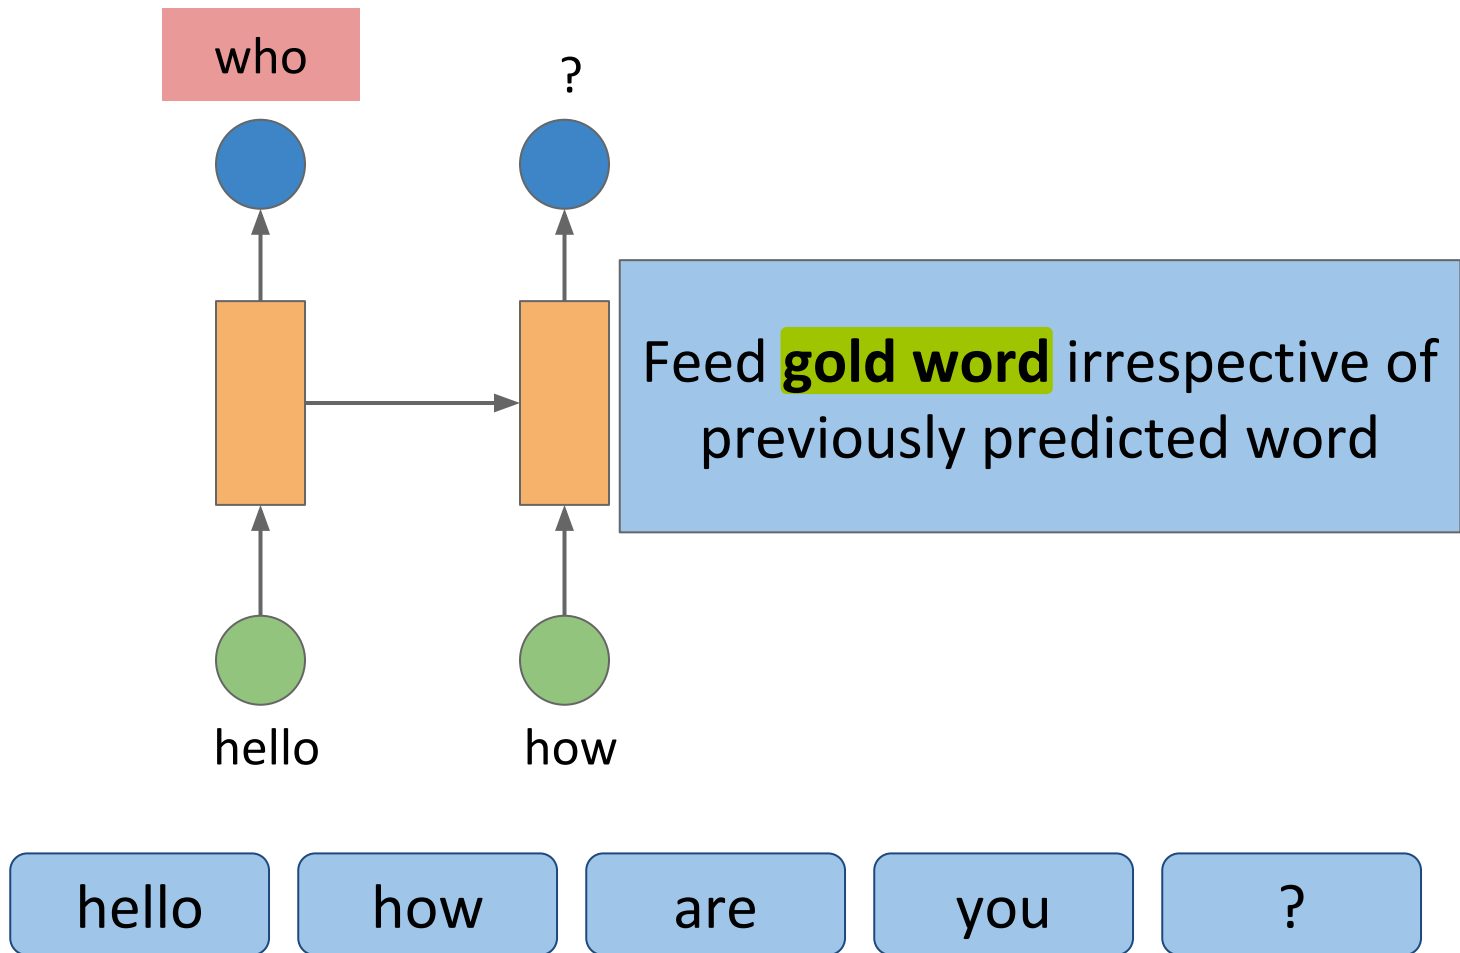 who
?
Feed gold word irrespective of
previously predicted word
hello how
hello how are you ?